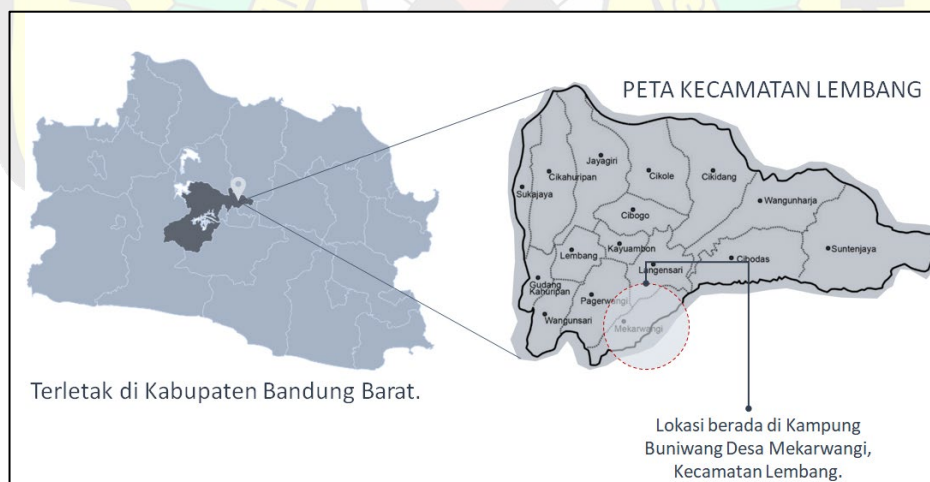 PETA KECAMATAN LEMBANG
Jayagiri
Cikahuripan
Cikole
Cikidang
Sukajaya
Wangunharja
Cibogo
Kayuambon
Suntenjaya
Lembang
Cibodas
Langensari
Gudang
Kahuripan
Pagerwangi
Wangunsari
Mekarwangi
Terletak di Kabupaten Bandung Barat.
Lokasi berada di Kampung
Buniwang Desa Mekarwangi,
Kecamatan Lembang.